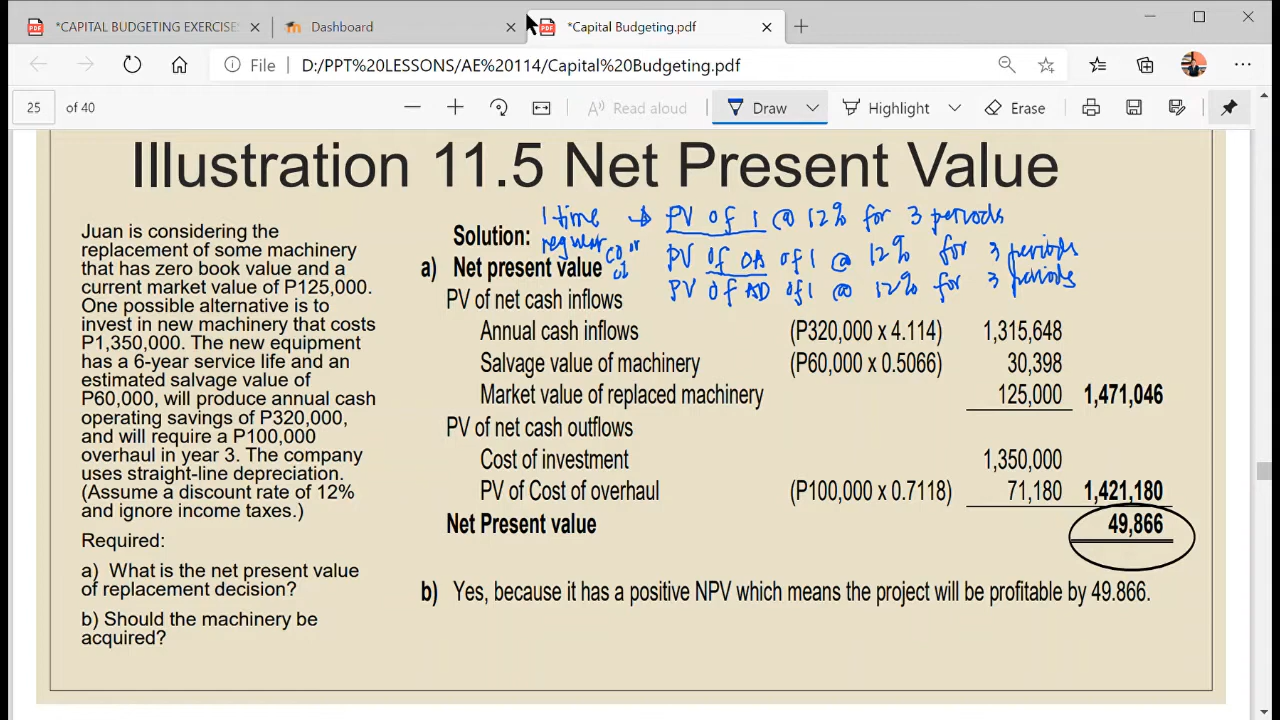 *CAPITAL BUDGETING EXERCISE
Dashboard
*Capital Budgeting.pdf
File
D:/PPT%20LESSONS/AE%20114/Capital%20Budgeting.pdf
25 of 40
Read aloud
Draw
Highlight
Erase
Illustration 11.5 Net Present Value
Juan is considering the
replacement of some machinery
that has zero book value and a
current market value of P125,000.
One possible alternative is to
invest in new machinery that costs
P1,350,000. The new equipment
has a 6-year service life and an
estimated salvage value of
P60,000, will produce annual cash
operating savings of P320,000,
and will require a P100,000
overhaul in year 3. The company
uses straight-line depreciation.
(Assume a discount rate of 12%
and ignore income taxes.)
Required:
a) What is the net present value
of replacement decision?
b) Should the machinery be
acquired?
1 time → PV of 1 @ 12% for 3 periods
Solution:
regular CO or PV of OA of 1 @ 12% for 3 periods
a) Net present value
PV of AD of 1 @ 12% for 3 periods
PV of net cash inflows
Annual cash inflows (P320,000 x 4.114) 1,315,648
Salvage value of machinery (P60,000 x 0.5066) 30,398
Market value of replaced machinery 125,000 1,471,046
PV of net cash outflows
Cost of investment 1,350,000
PV of Cost of overhaul (P100,000 x 0.7118) 71,180 1,421,180
Net Present value 49,866
b) Yes, because it has a positive NPV which means the project will be profitable by 49.866.